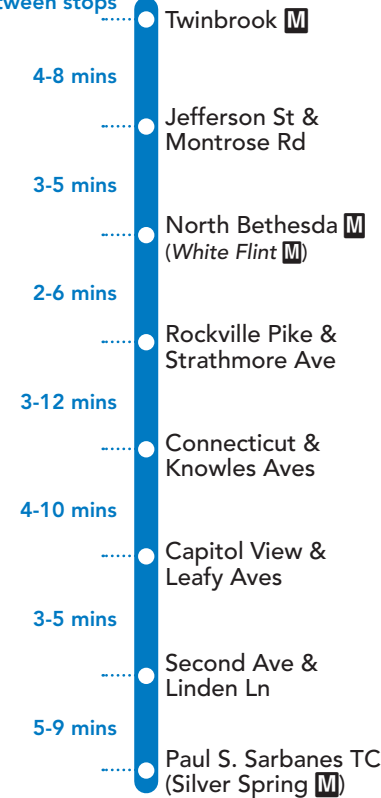 between stops
Twinbrook M
4-8 mins
Jefferson St &
Montrose Rd
3-5 mins
North Bethesda M
(White Flint M)
2-6 mins
Rockville Pike &
Strathmore Ave
3-12 mins
Connecticut &
Knowles Aves
4-10 mins
Capitol View &
Leafy Aves
3-5 mins
Second Ave &
Linden Ln
5-9 mins
Paul S. Sarbanes TC
(Silver Spring M)